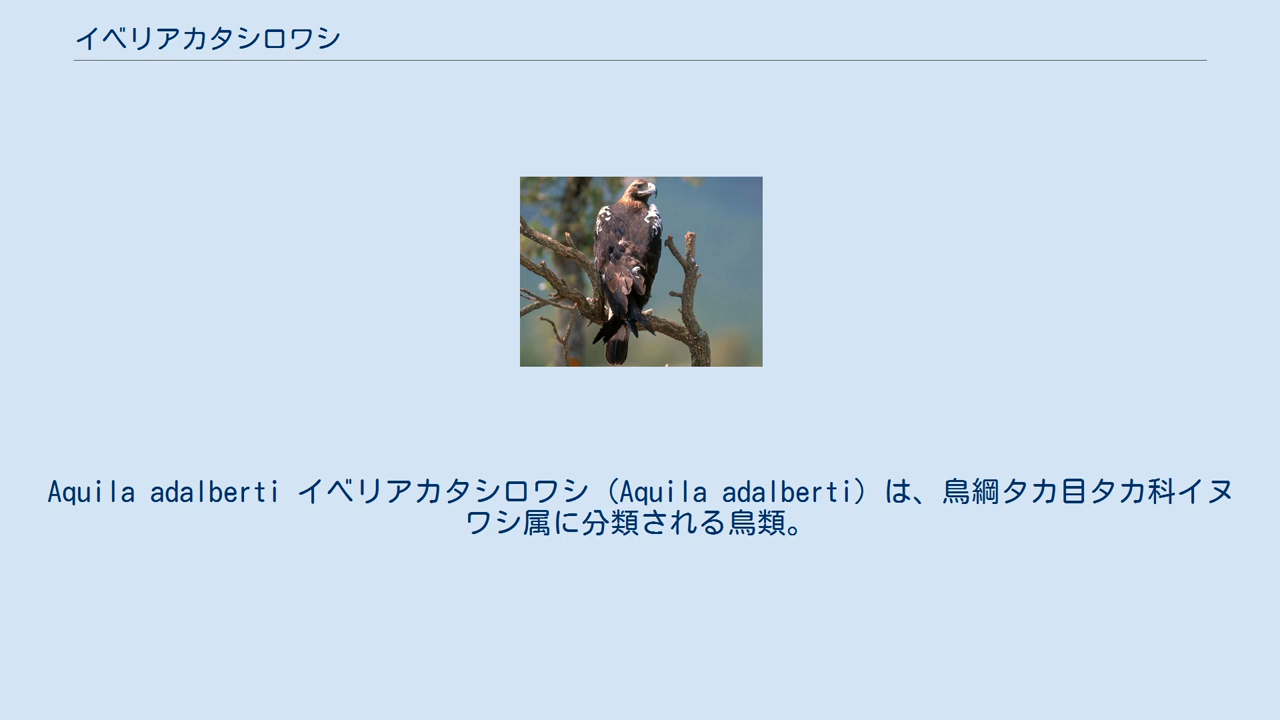 イベリアカタシロワシ
Aquila adalberti イベリアカタシロワシ（Aquila adalberti）は、鳥綱タカ目タカ科イヌ
ワシ属に分類される鳥類。